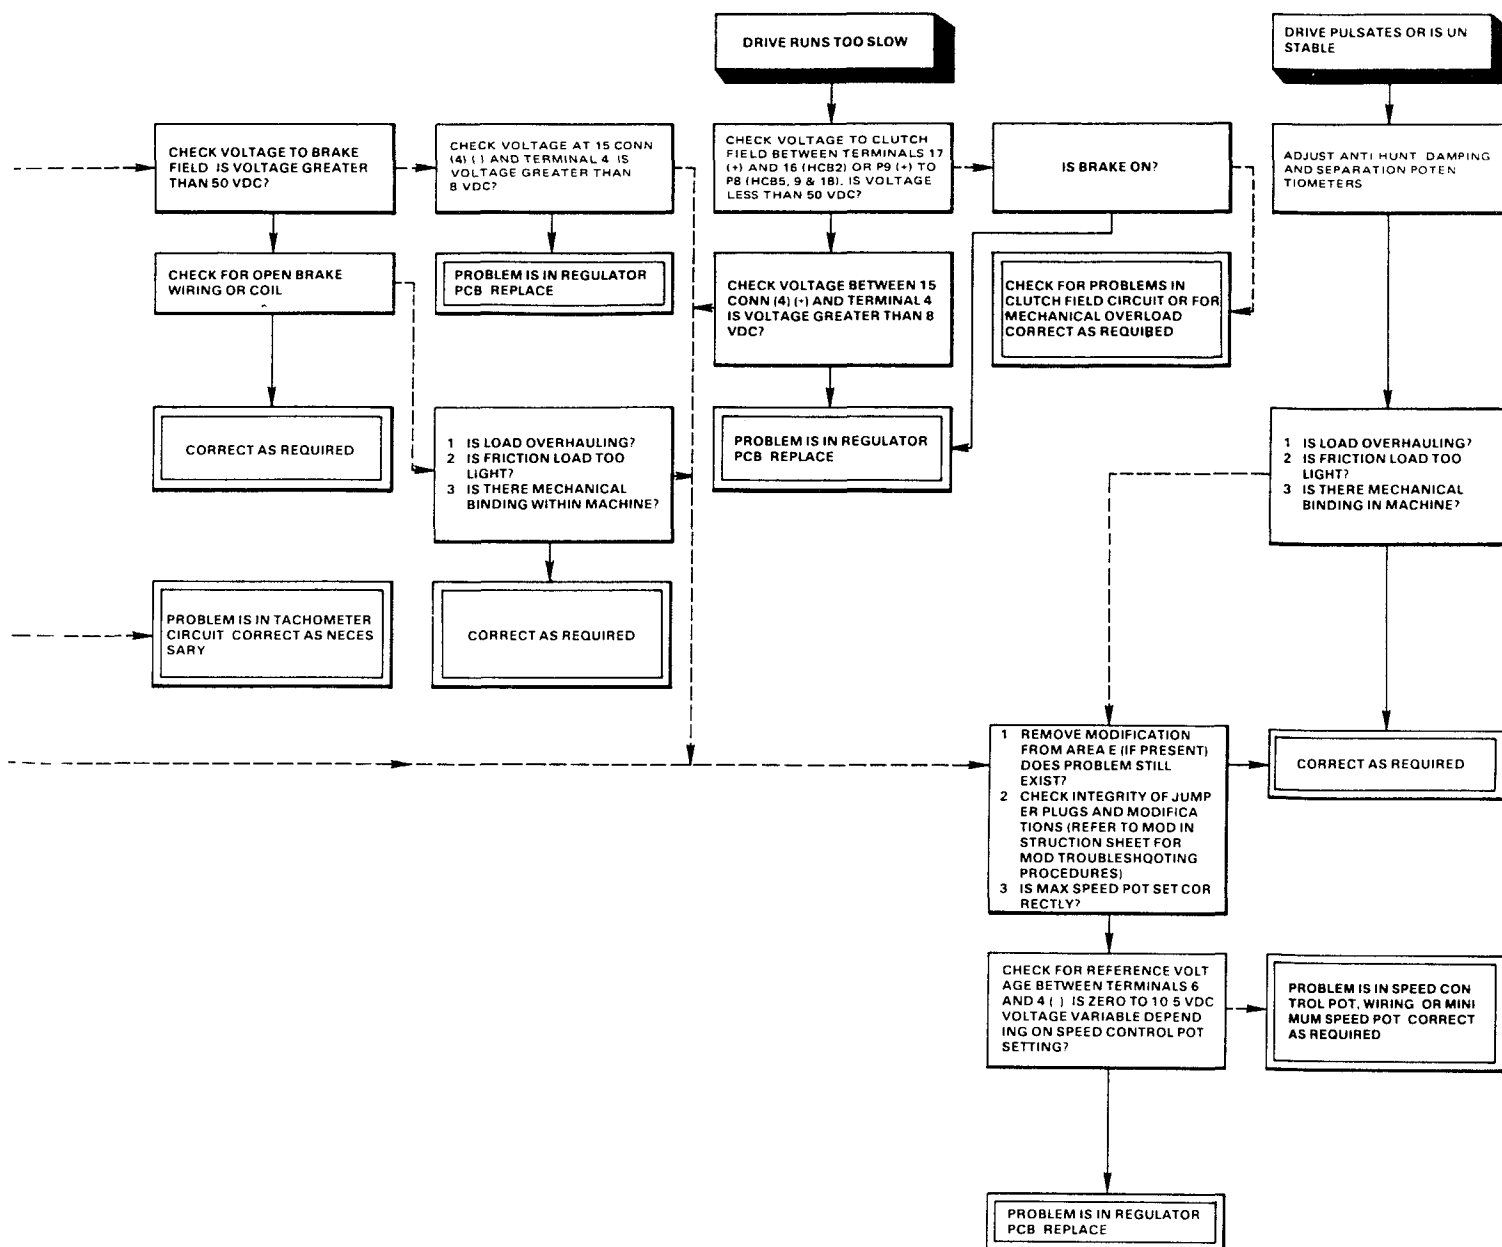 DRIVE RUNS TOO SLOW
DRIVE PULSATES OR IS UN
STABLE
CHECK VOLTAGE TO BRAKE
FIELD IS VOLTAGE GREATER
THAN 50 VDC?
CHECK VOLTAGE AT 15 CONN
(4) ( ) AND TERMINAL 4 IS
VOLTAGE GREATER THAN
8 VDC?
CHECK VOLTAGE TO CLUTCH
FIELD BETWEEN TERMINALS 17
(+) AND 16 (HCB2) OR P9 (+) TO
P8 (HCB5, 9 & 18). IS VOLTAGE
LESS THAN 50 VDC?
IS BRAKE ON?
ADJUST ANTI HUNT DAMPING
AND SEPARATION POTEN
TIOMETERS
CHECK FOR OPEN BRAKE
WIRING OR COIL
PROBLEM IS IN REGULATOR
PCB REPLACE
CHECK VOLTAGE BETWEEN 15
CONN (4) (+) AND TERMINAL 4
IS VOLTAGE GREATER THAN 8
VDC?
CHECK FOR PROBLEMS IN
CLUTCH FIELD CIRCUIT OR FOR
MECHANICAL OVERLOAD
CORRECT AS REQUIRED
CORRECT AS REQUIRED
1 IS LOAD OVERHAULING?
2 IS FRICTION LOAD TOO
LIGHT?
3 IS THERE MECHANICAL
BINDING WITHIN MACHINE?
PROBLEM IS IN REGULATOR
PCB REPLACE
1 IS LOAD OVERHAULING?
2 IS FRICTION LOAD TOO
LIGHT?
3 IS THERE MECHANICAL
BINDING IN MACHINE?
PROBLEM IS IN TACHOMETER
CIRCUIT CORRECT AS NECES
SARY
CORRECT AS REQUIRED
1 REMOVE MODIFICATION
FROM AREA E (IF PRESENT)
DOES PROBLEM STILL
EXIST?
2 CHECK INTEGRITY OF JUMP
ER PLUGS AND MODIFICA
TIONS (REFER TO MOD IN
STRUCTION SHEET FOR
MOD TROUBLESHOOTING
PROCEDURES)
3 IS MAX SPEED POT SET COR
RECTLY?
CORRECT AS REQUIRED
CHECK FOR REFERENCE VOLT
AGE BETWEEN TERMINALS 6
AND 4 ( ) IS ZERO TO 10 5 VDC
VOLTAGE VARIABLE DEPEND
ING ON SPEED CONTROL POT
SETTING?
PROBLEM IS IN SPEED CON
TROL POT, WIRING OR MINI
MUM SPEED POT CORRECT
AS REQUIRED
PROBLEM IS IN REGULATOR
PCB REPLACE